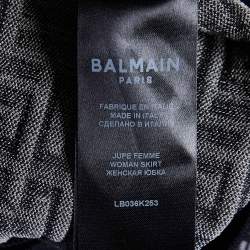 BALMAIN
PARIS
FABRIQUE EN ITALIE
MADE IN ITALY
СДЕЛАНО В ИТАЛИИ
JUPE FEMME
WOMAN SKIRT
ЖЕНСКАЯ ЮБКА
LB036K253